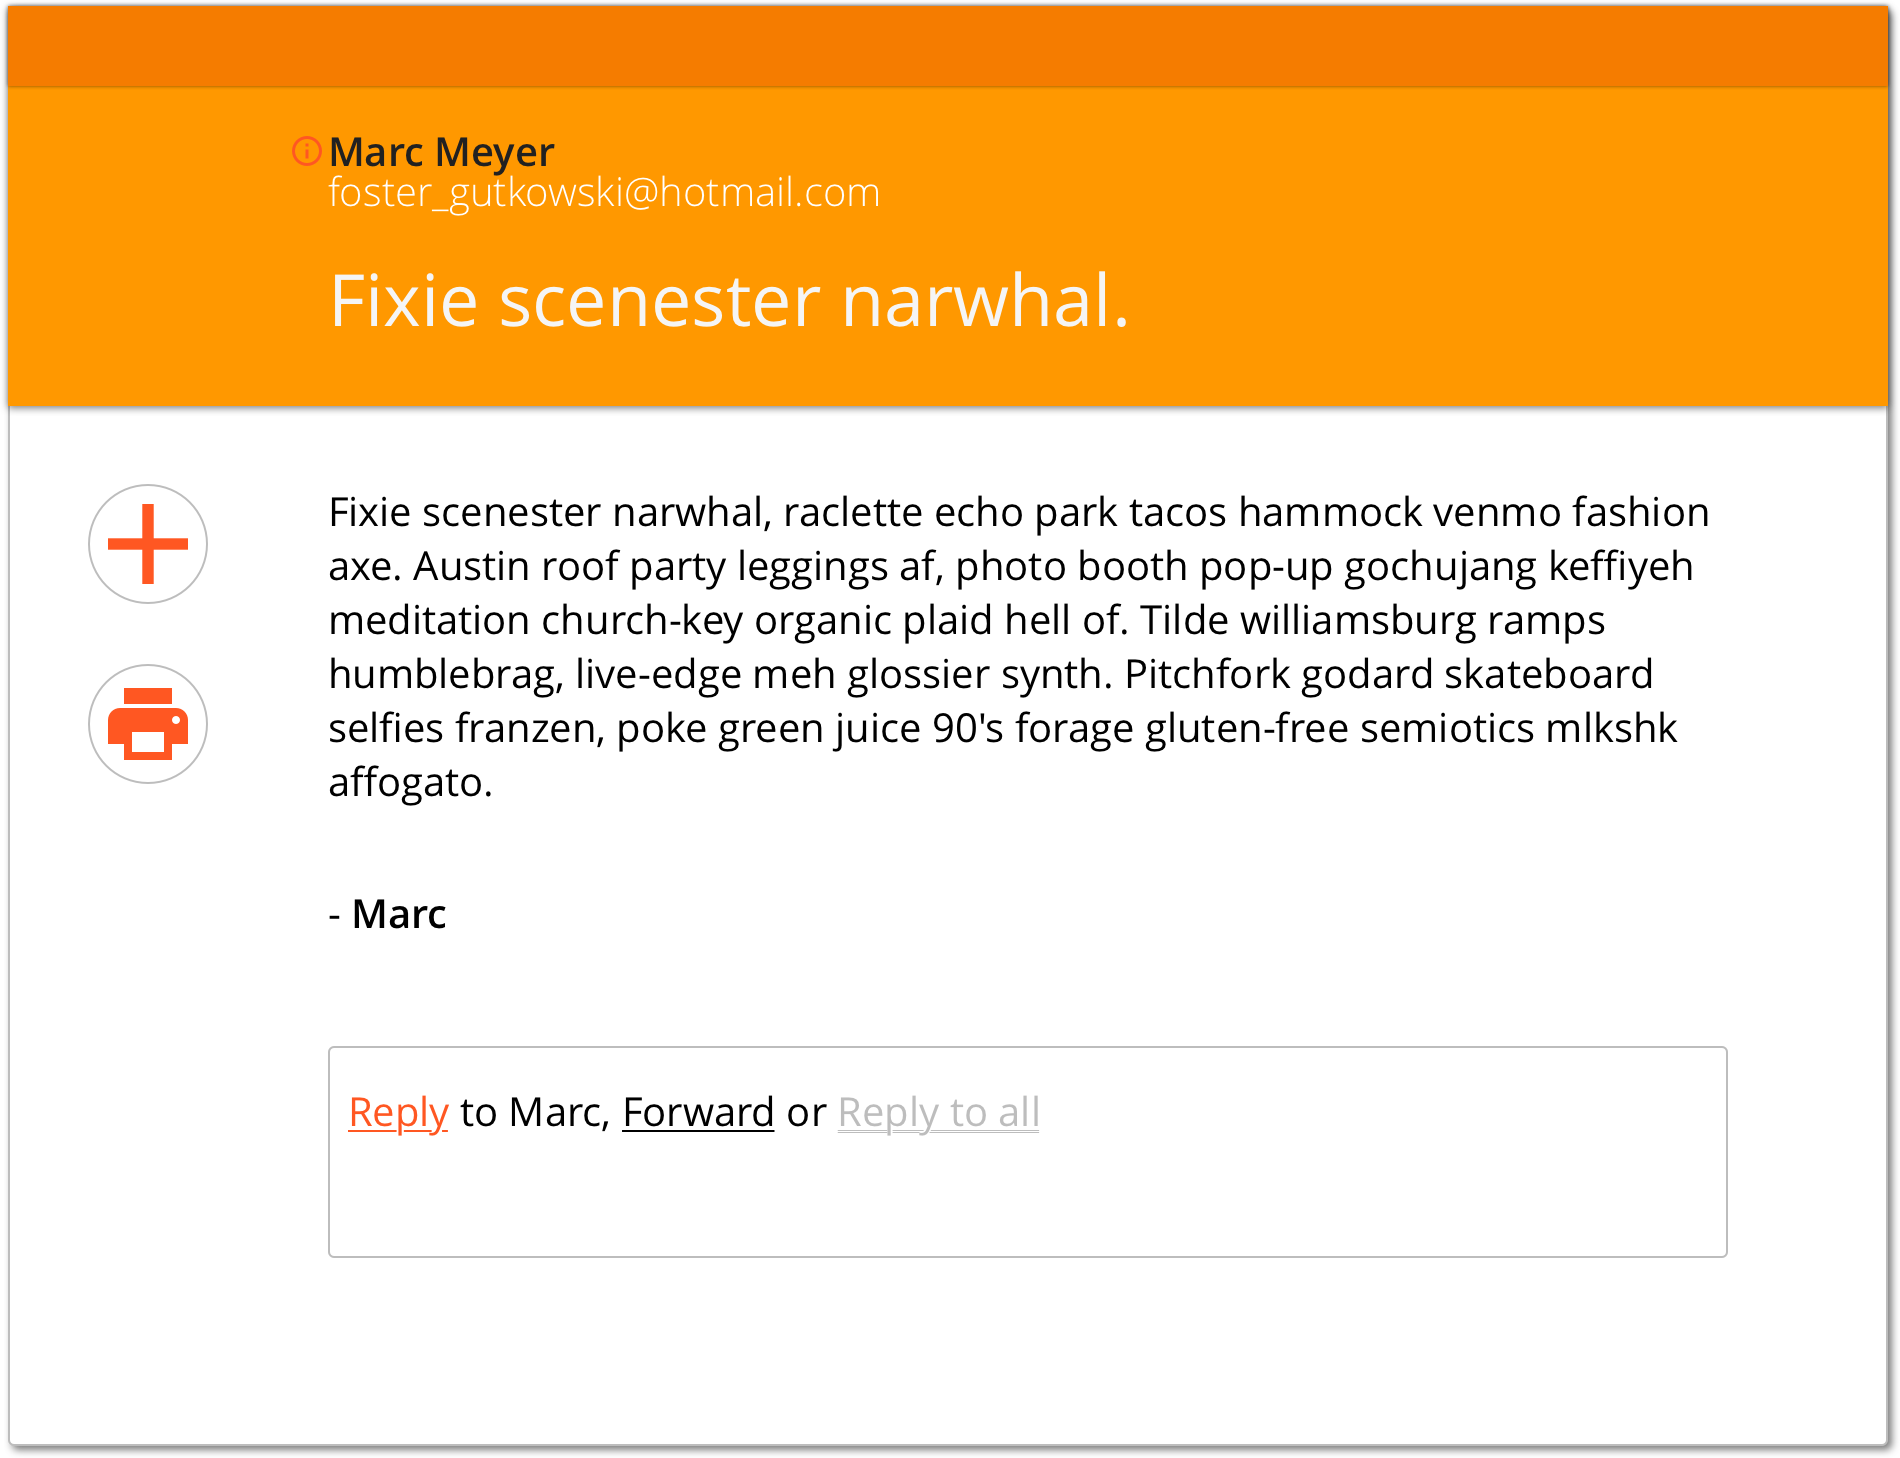 Marc Meyer
foster_gutkowski@hotmail.com
Fixie scenester narwhal.
Fixie scenester narwhal, raclette echo park tacos hammock venmo fashion
axe. Austin roof party leggings af, photo booth pop-up gochujang keffiyeh
meditation church-key organic plaid hell of. Tilde williamsburg ramps
humblebrag, live-edge meh glossier synth. Pitchfork godard skateboard
selfies franzen, poke green juice 90's forage gluten-free semiotics mlkshk
affogato.
- Marc
Reply to Marc, Forward or Reply to all